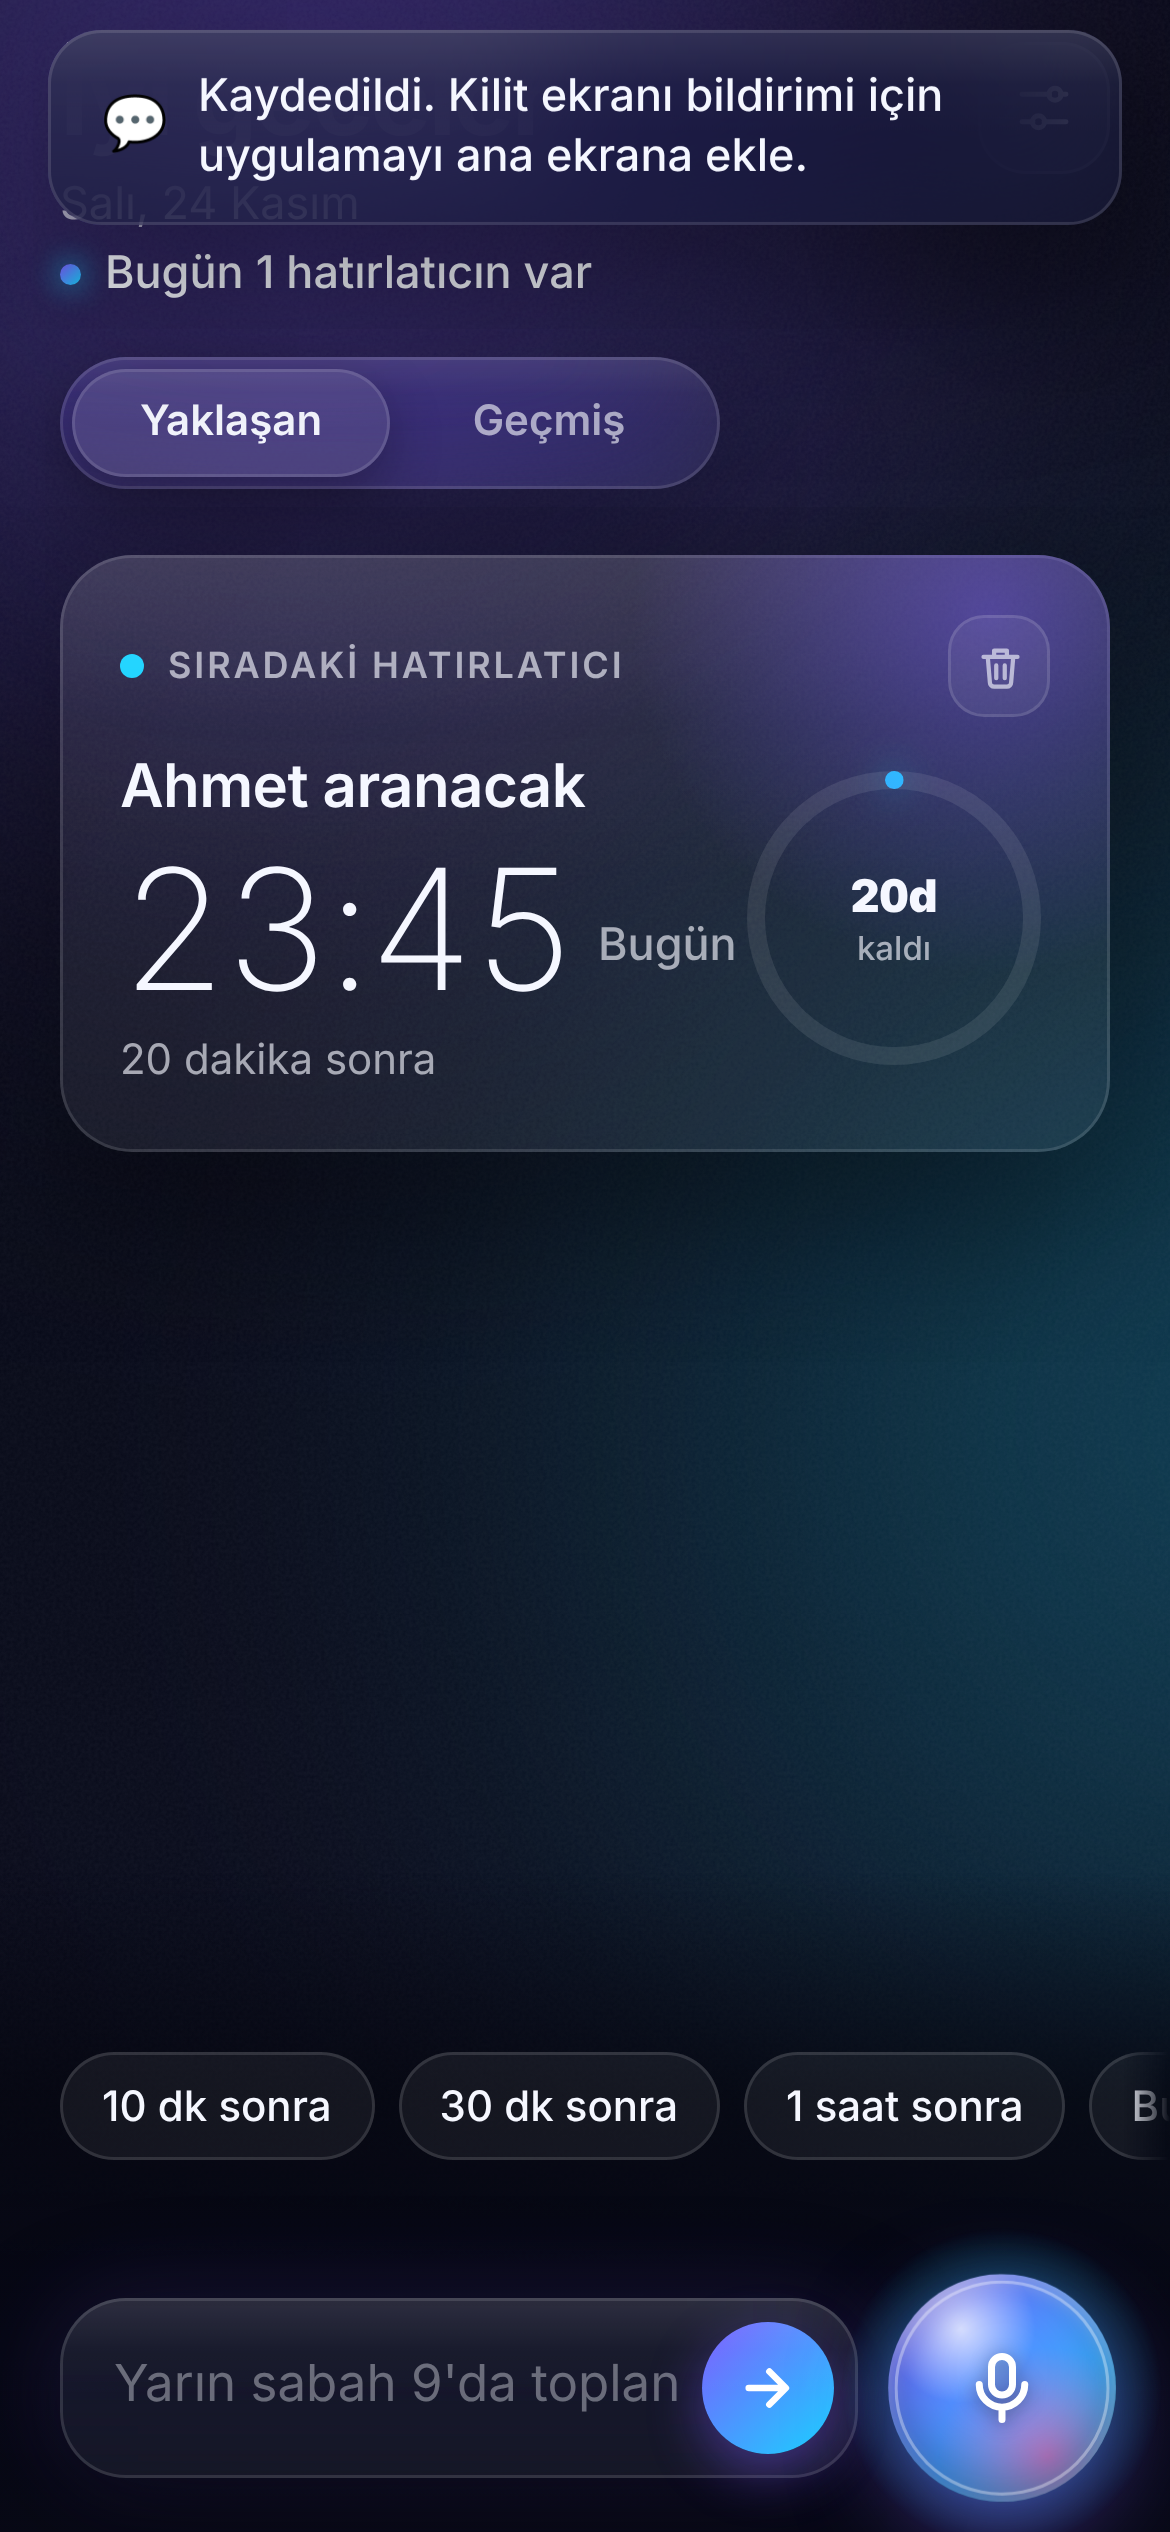 Kaydedildi. Kilit ekranı bildirimi için
uygulamayı ana ekrana ekle.
Salı, 24 Kasım
Bugün 1 hatırlatıcın var
Yaklaşan
Geçmiş
SIRADAKİ HATIRLATICI
Ahmet aranacak
23:45 Bugün
20d
kaldı
20 dakika sonra
10 dk sonra
30 dk sonra
1 saat sonra
Yarın sabah 9'da toplan